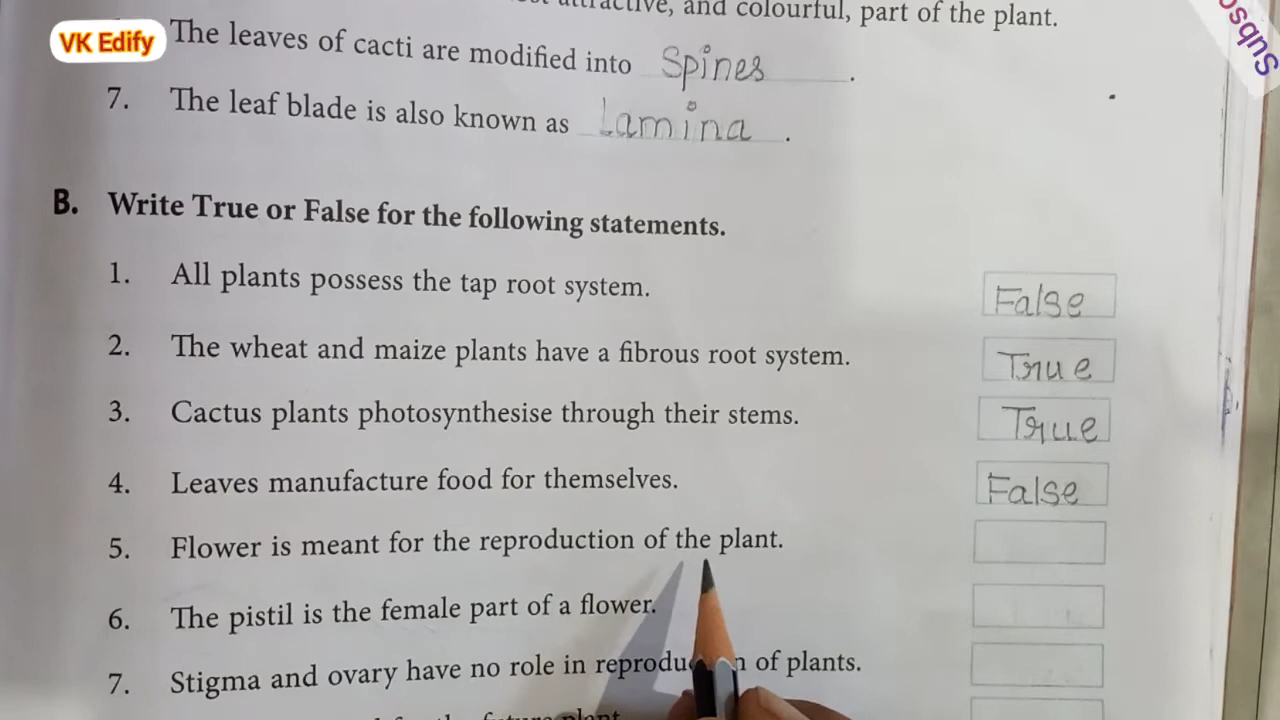 attractive, and colourful, part of the plant.
VK Edify
The leaves of cacti are modified into Spines.
7. The leaf blade is also known as Lamina.
B. Write True or False for the following statements.
1. All plants possess the tap root system. False
2. The wheat and maize plants have a fibrous root system. True
3. Cactus plants photosynthesise through their stems. True
4. Leaves manufacture food for themselves. False
5. Flower is meant for the reproduction of the plant.
6. The pistil is the female part of a flower.
7. Stigma and ovary have no role in reprodu n of plants.